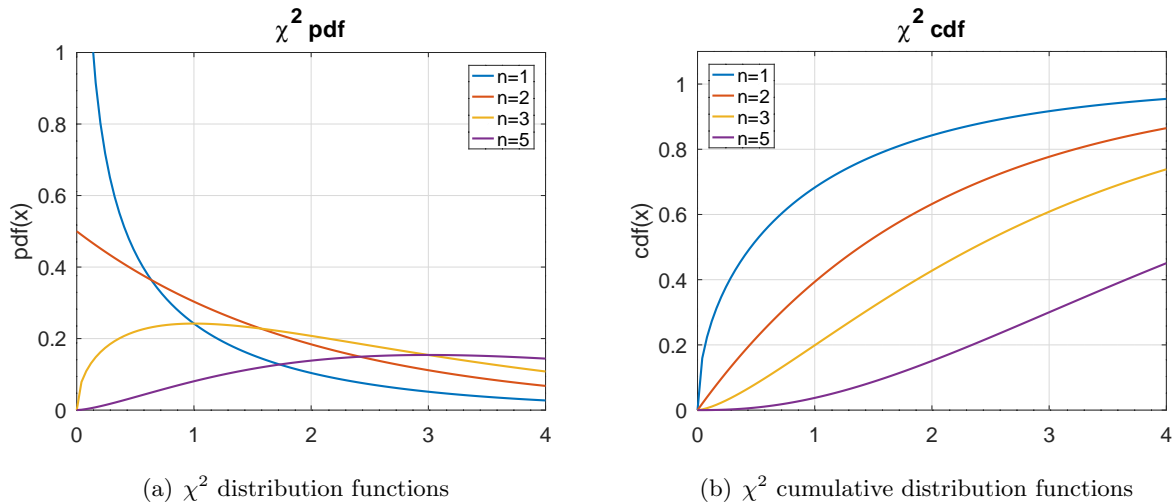 χ² pdf
1
0.8
0.6
0.4
0.2
0
pdf(x)
n=1
n=2
n=3
n=5
0 1 2 3 4
(a) χ² distribution functions
χ² cdf
1
0.8
0.6
0.4
0.2
0
cdf(x)
n=1
n=2
n=3
n=5
0 1 2 3 4
(b) χ² cumulative distribution functions